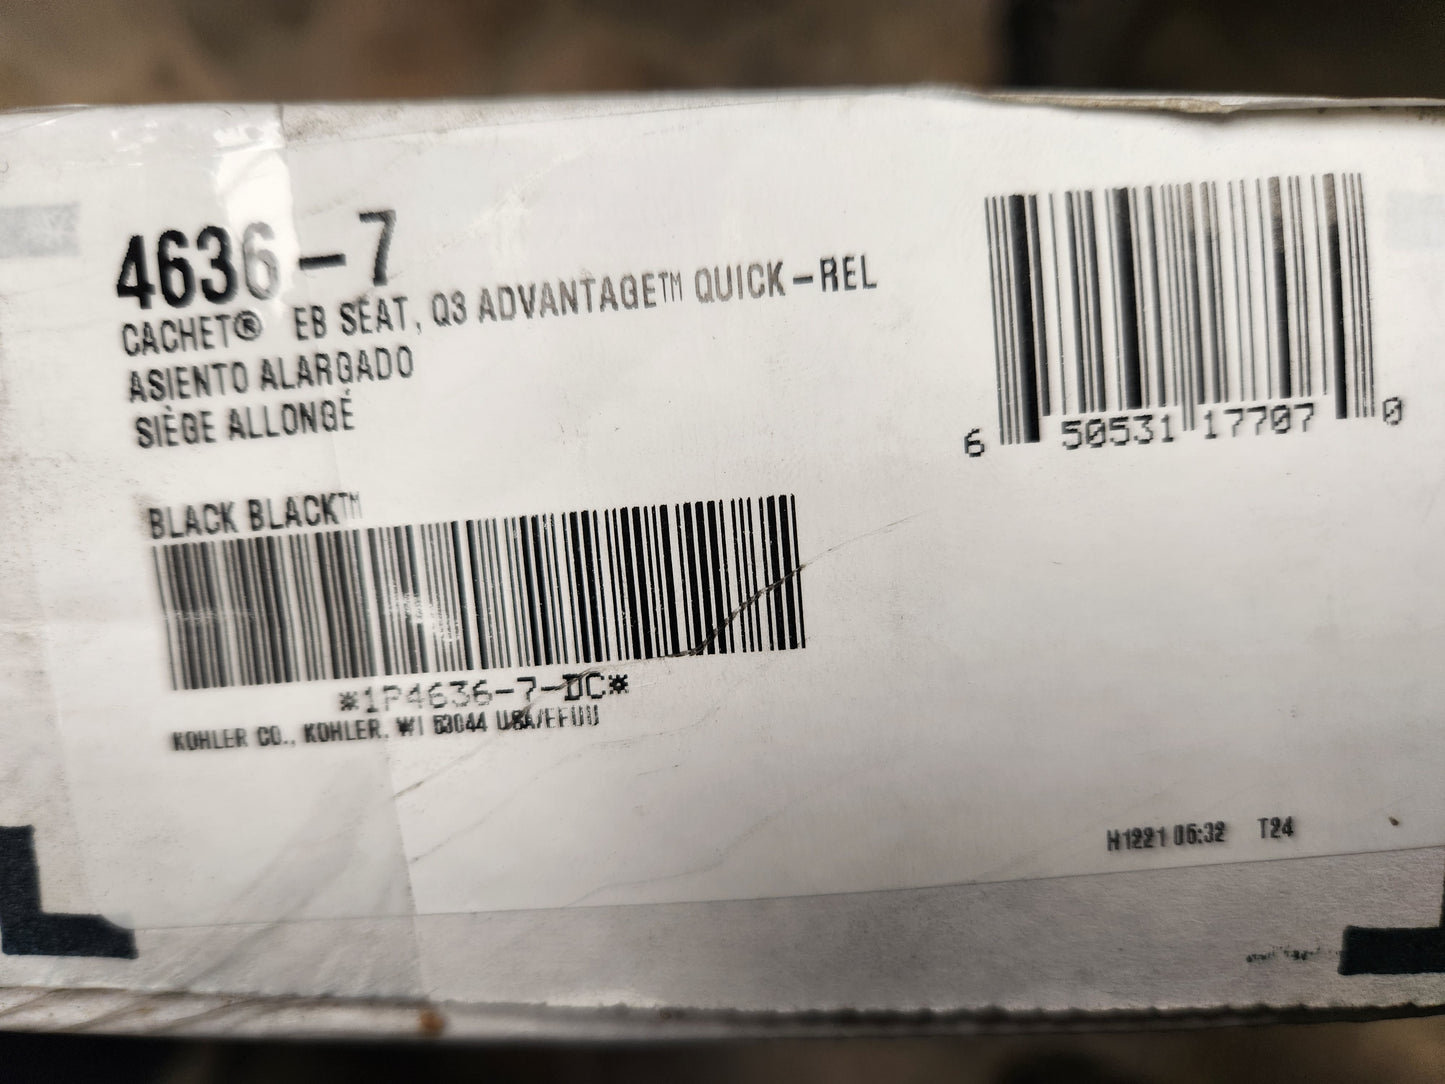 4636-7
CACHET® EB SEAT, Q3 ADVANTAGE™ QUICK-REL
ASIENTO ALARGADO
SIÈGE ALLONGÉ
6 50531 17707 0
BLACK BLACK™
*1P4636-7-DC*
KOHLER CO., KOHLER, WI 53044 USA/EEUU
H1221 05:32 T24